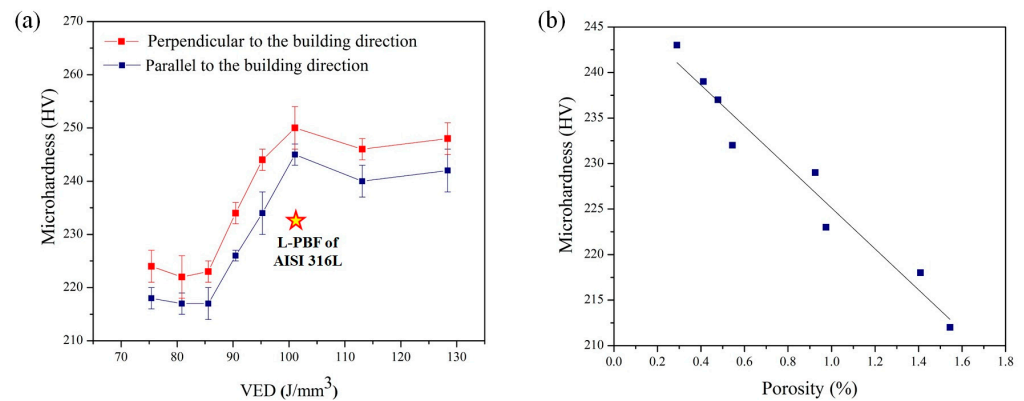 (a)
270
260
250
240
230
220
210
Microhardness (HV)
Perpendicular to the building direction
Parallel to the building direction
L-PBF of
AISI 316L
70 80 90 100 110 120 130
VED (J/mm³)
(b)
245
240
235
230
225
220
215
210
Microhardness (HV)
0.0 0.2 0.4 0.6 0.8 1.0 1.2 1.4 1.6 1.8
Porosity (%)